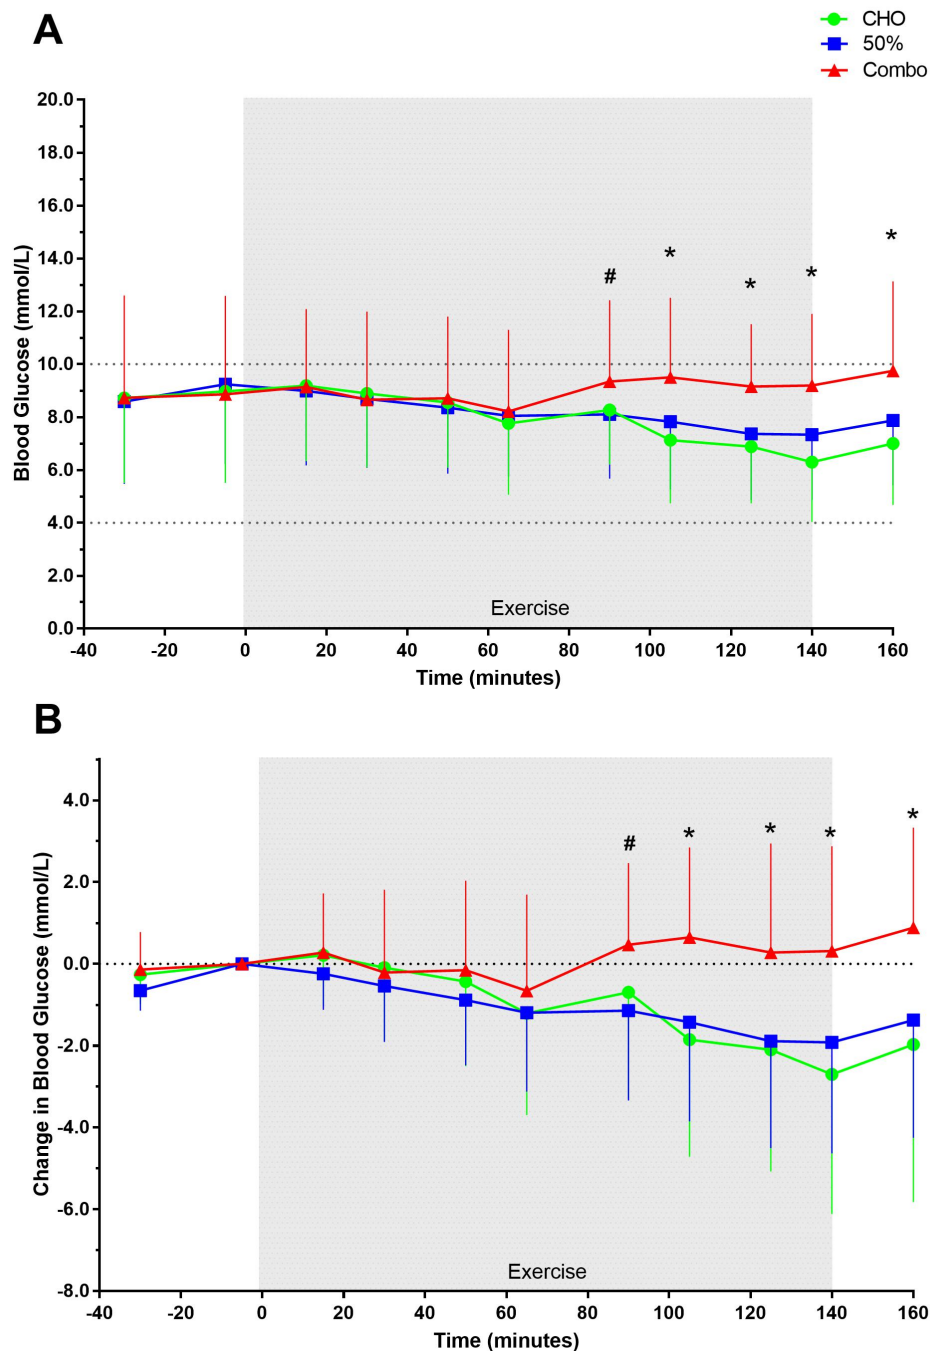 A
CHO
50%
Combo
20.0
18.0
16.0
14.0
12.0
10.0
8.0
6.0
4.0
2.0
0.0
Blood Glucose (mmol/L)
#
*
*
*
*
Exercise
-40 -20 0 20 40 60 80 100 120 140 160
Time (minutes)
B
4.0
2.0
0.0
-2.0
-4.0
-6.0
-8.0
Change in Blood Glucose (mmol/L)
#
*
*
*
*
Exercise
-40 -20 0 20 40 60 80 100 120 140 160
Time (minutes)